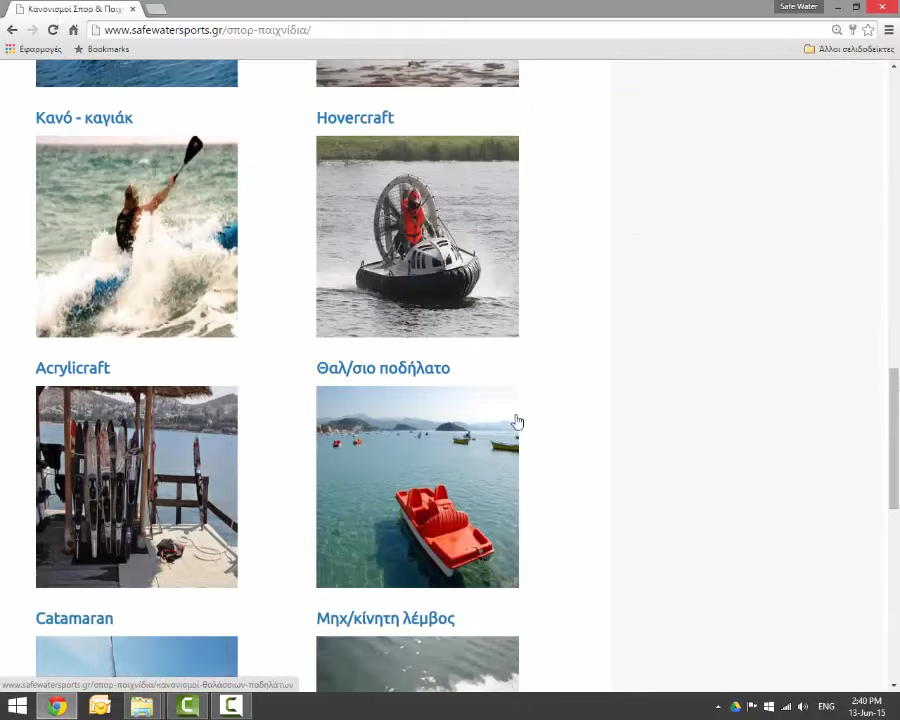 Κανονισμοί Σπορ & Παιχν
Safe Water
www.safewatersports.gr/σπορ-παιχνίδια/
Εφαρμογές
Bookmarks
Άλλοι σελιδοδείκτες
Κανό - καγιάκ
Hovercraft
Acrylicraft
Θαλ/σιο ποδήλατο
Catamaran
Μηχ/κίνητη λέμβος
www.safewatersports.gr/σπορ-παιχνίδια/κανονισμοί-θαλάσσιων-ποδηλάτων
ENG
2:40 PM
13-Jun-15